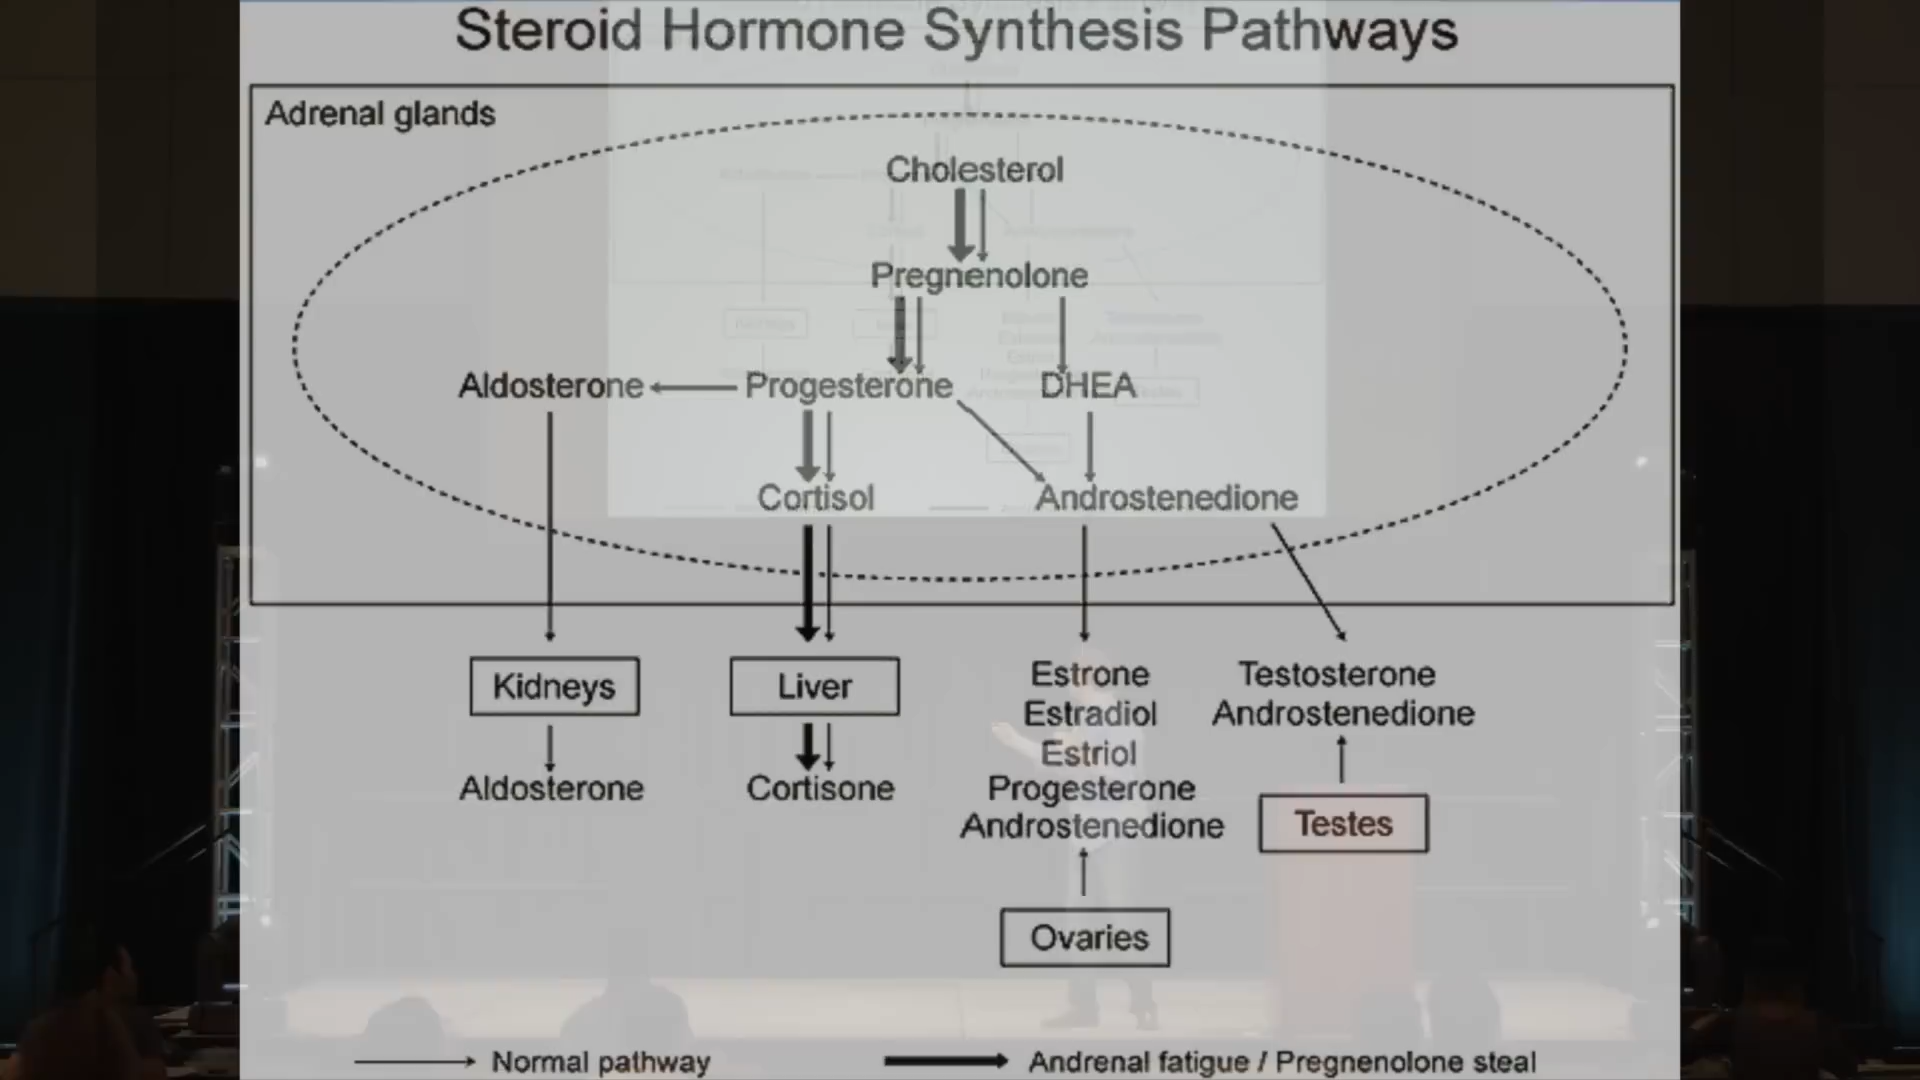 Steroid Hormone Synthesis Pathways
Adrenal glands
Cholesterol
Pregnenolone
Aldosterone
Progesterone
DHEA
Cortisol
Androstenedione
Kidneys
Liver
Estrone
Estradiol
Estriol
Progesterone
Androstenedione
Testosterone
Androstenedione
Aldosterone
Cortisone
Testes
Ovaries
Normal pathway
Andrenal fatigue / Pregnenolone steal